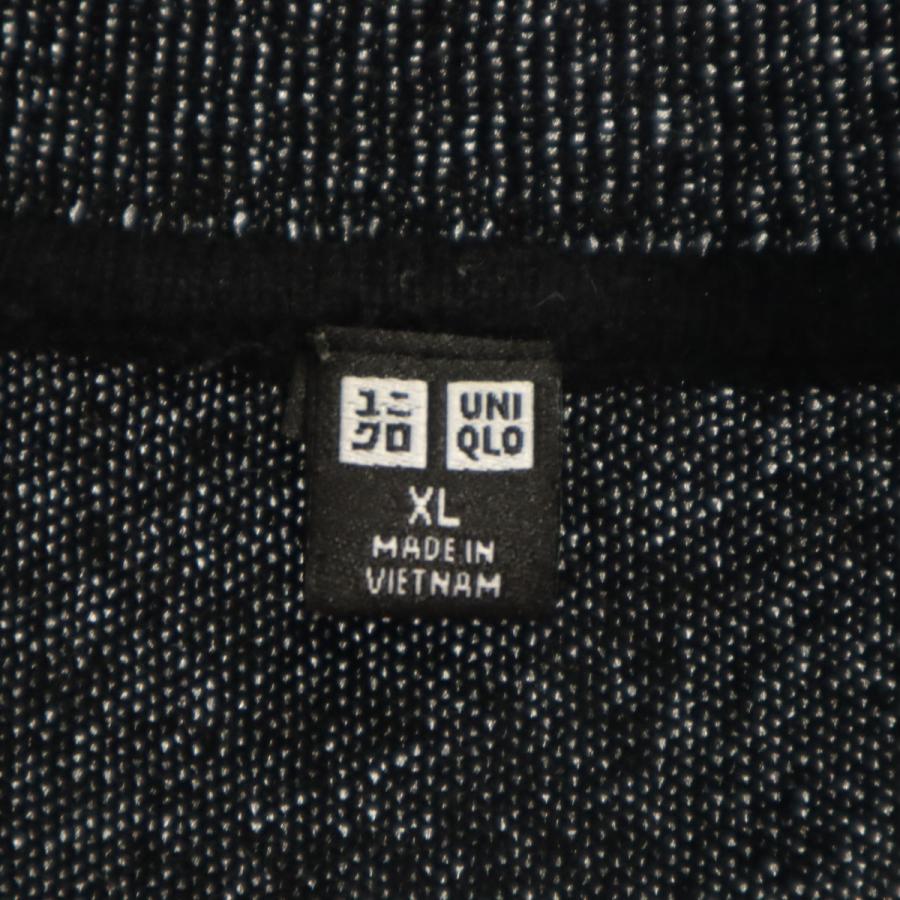 ユニ
クロ
UNI
QLO
XL
MADE IN
VIETNAM